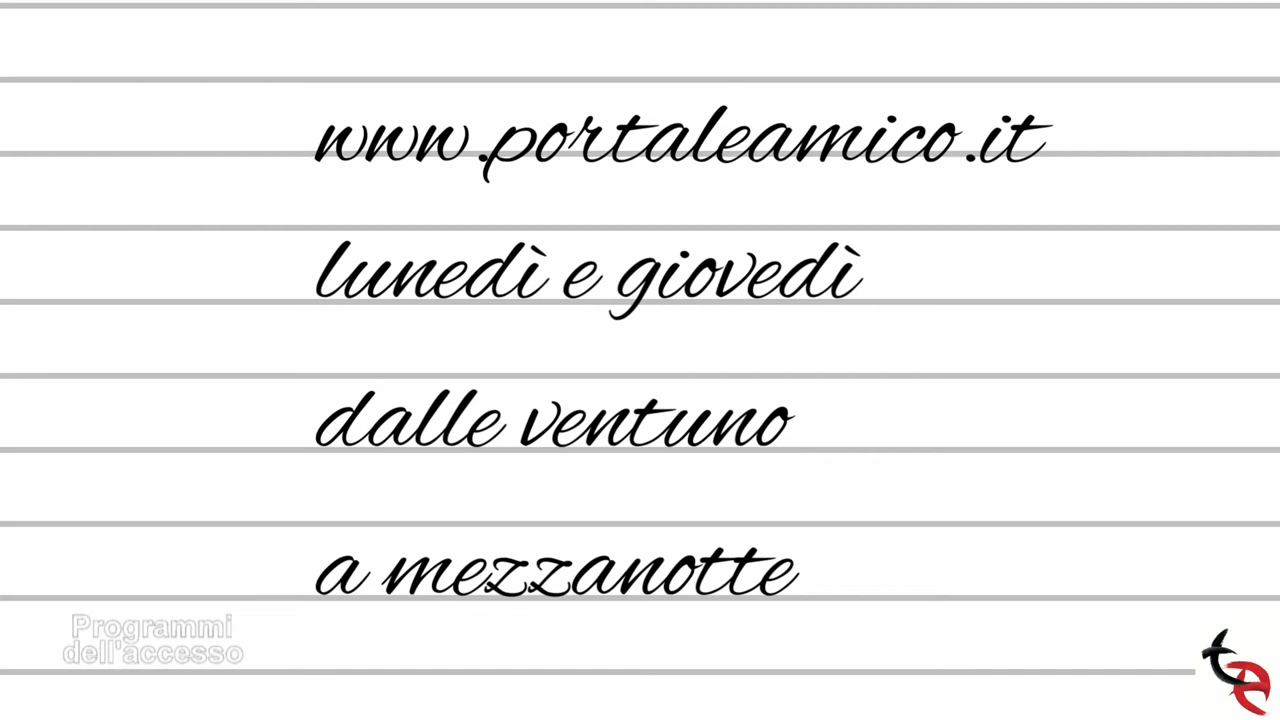 www.portaleamico.it
lunedì e giovedì
dalle ventuno
a mezzanotte
Programmi
dell'accesso